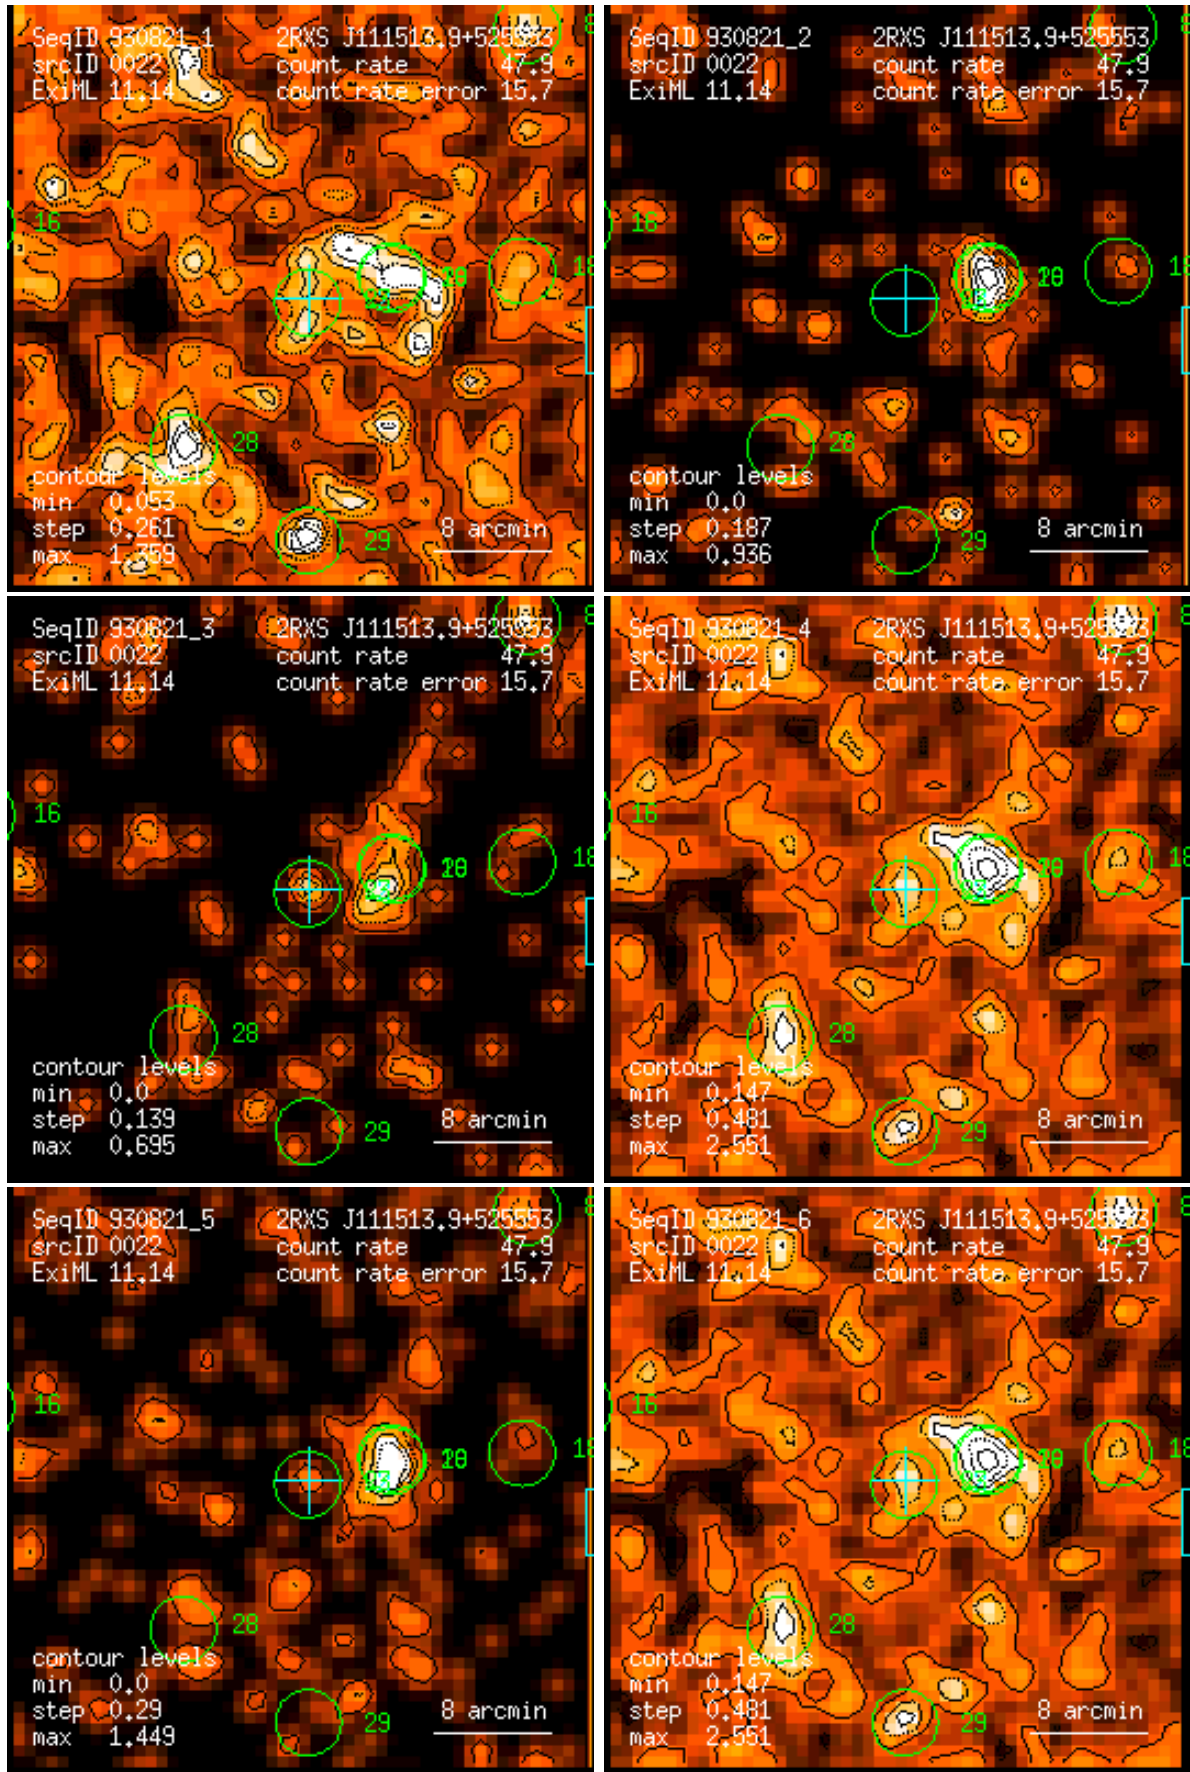 SeqID 930821_1 2RXS J111513.9+525553
srcID 0022 count rate 47.9
ExiML 11.14 count rate error 15.7
8
16
18
28
29
contour levels
min 0.053
step 0.261
max 1.359
8 arcmin
SeqID 930821_2 2RXS J111513.9+525553
srcID 0022 count rate 47.9
ExiML 11.14 count rate error 15.7
8
16
18
28
29
contour levels
min 0.0
step 0.187
max 0.936
8 arcmin
SeqID 930821_3 2RXS J111513.9+525553
srcID 0022 count rate 47.9
ExiML 11.14 count rate error 15.7
8
16
18
28
29
contour levels
min 0.0
step 0.139
max 0.695
8 arcmin
SeqID 930821_4 2RXS J111513.9+525553
srcID 0022 count rate 47.9
ExiML 11.14 count rate error 15.7
8
16
18
28
29
contour levels
min 0.147
step 0.481
max 2.551
8 arcmin
SeqID 930821_5 2RXS J111513.9+525553
srcID 0022 count rate 47.9
ExiML 11.14 count rate error 15.7
8
16
18
28
29
contour levels
min 0.0
step 0.29
max 1.449
8 arcmin
SeqID 930821_6 2RXS J111513.9+525553
srcID 0022 count rate 47.9
ExiML 11.14 count rate error 15.7
8
16
18
28
29
contour levels
min 0.147
step 0.481
max 2.551
8 arcmin